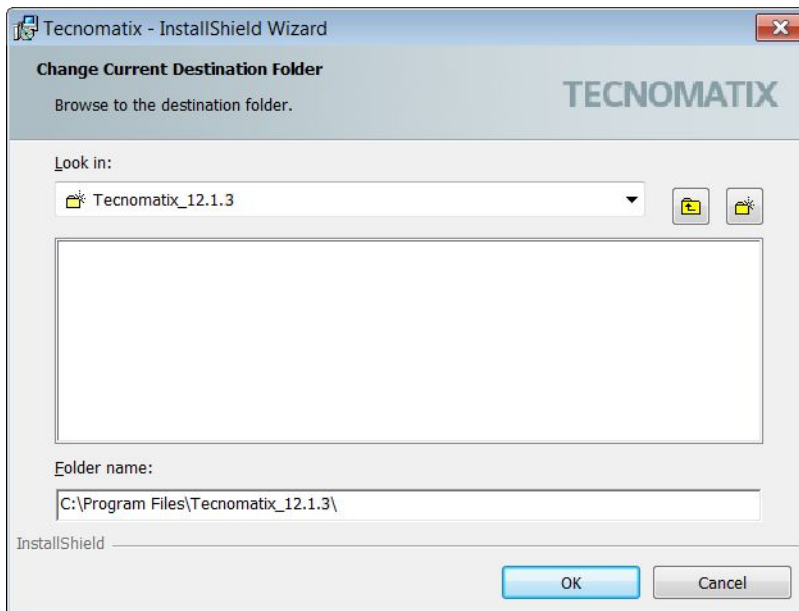 Tecnomatix - InstallShield Wizard
Change Current Destination Folder
Browse to the destination folder.
TECNOMATIX
Look in:
Tecnomatix_12.1.3
Folder name:
C:\Program Files\Tecnomatix_12.1.3\
InstallShield
OK
Cancel